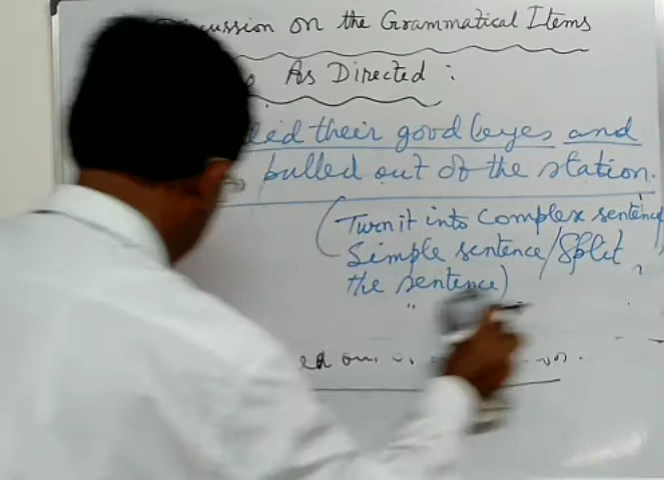 Discussion on the Grammatical Items
As Directed :
their good byes and
pulled out of the station.
(Turn it into Complex sentence
Simple sentence/Split
the sentence)